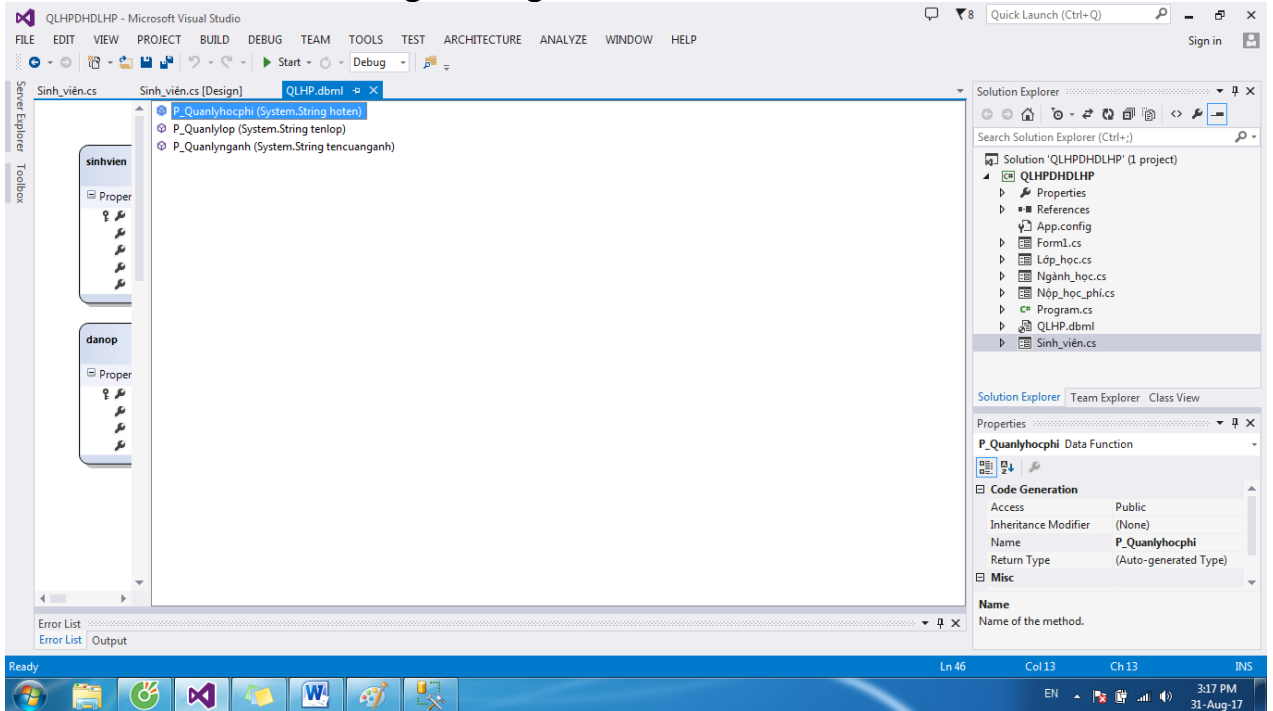 QLHPDHDLHP - Microsoft Visual Studio
8 Quick Launch (Ctrl+Q)
FILE EDIT VIEW PROJECT BUILD DEBUG TEAM TOOLS TEST ARCHITECTURE ANALYZE WINDOW HELP
Sign in
Start Debug
Server Explorer
Toolbox
Sinh_viên.cs Sinh_viên.cs [Design] QLHP.dbml
P_Quanlyhocphi (System.String hoten)
P_Quanlylop (System.String tenlop)
P_Quanlynganh (System.String tencuanganh)
sinhvien
Proper
danop
Proper
Solution Explorer
Search Solution Explorer (Ctrl+;)
Solution 'QLHPDHDLHP' (1 project)
QLHPDHDLHP
Properties
References
App.config
Form1.cs
Lớp_học.cs
Ngành_học.cs
Nộp_học_phí.cs
Program.cs
QLHP.dbml
Sinh_viên.cs
Solution Explorer Team Explorer Class View
Properties
P_Quanlyhocphi Data Function
Code Generation
Access Public
Inheritance Modifier (None)
Name P_Quanlyhocphi
Return Type (Auto-generated Type)
Misc
Name
Name of the method.
Error List
Error List Output
Ready Ln 46 Col 13 Ch 13 INS
EN 3:17 PM
31-Aug-17